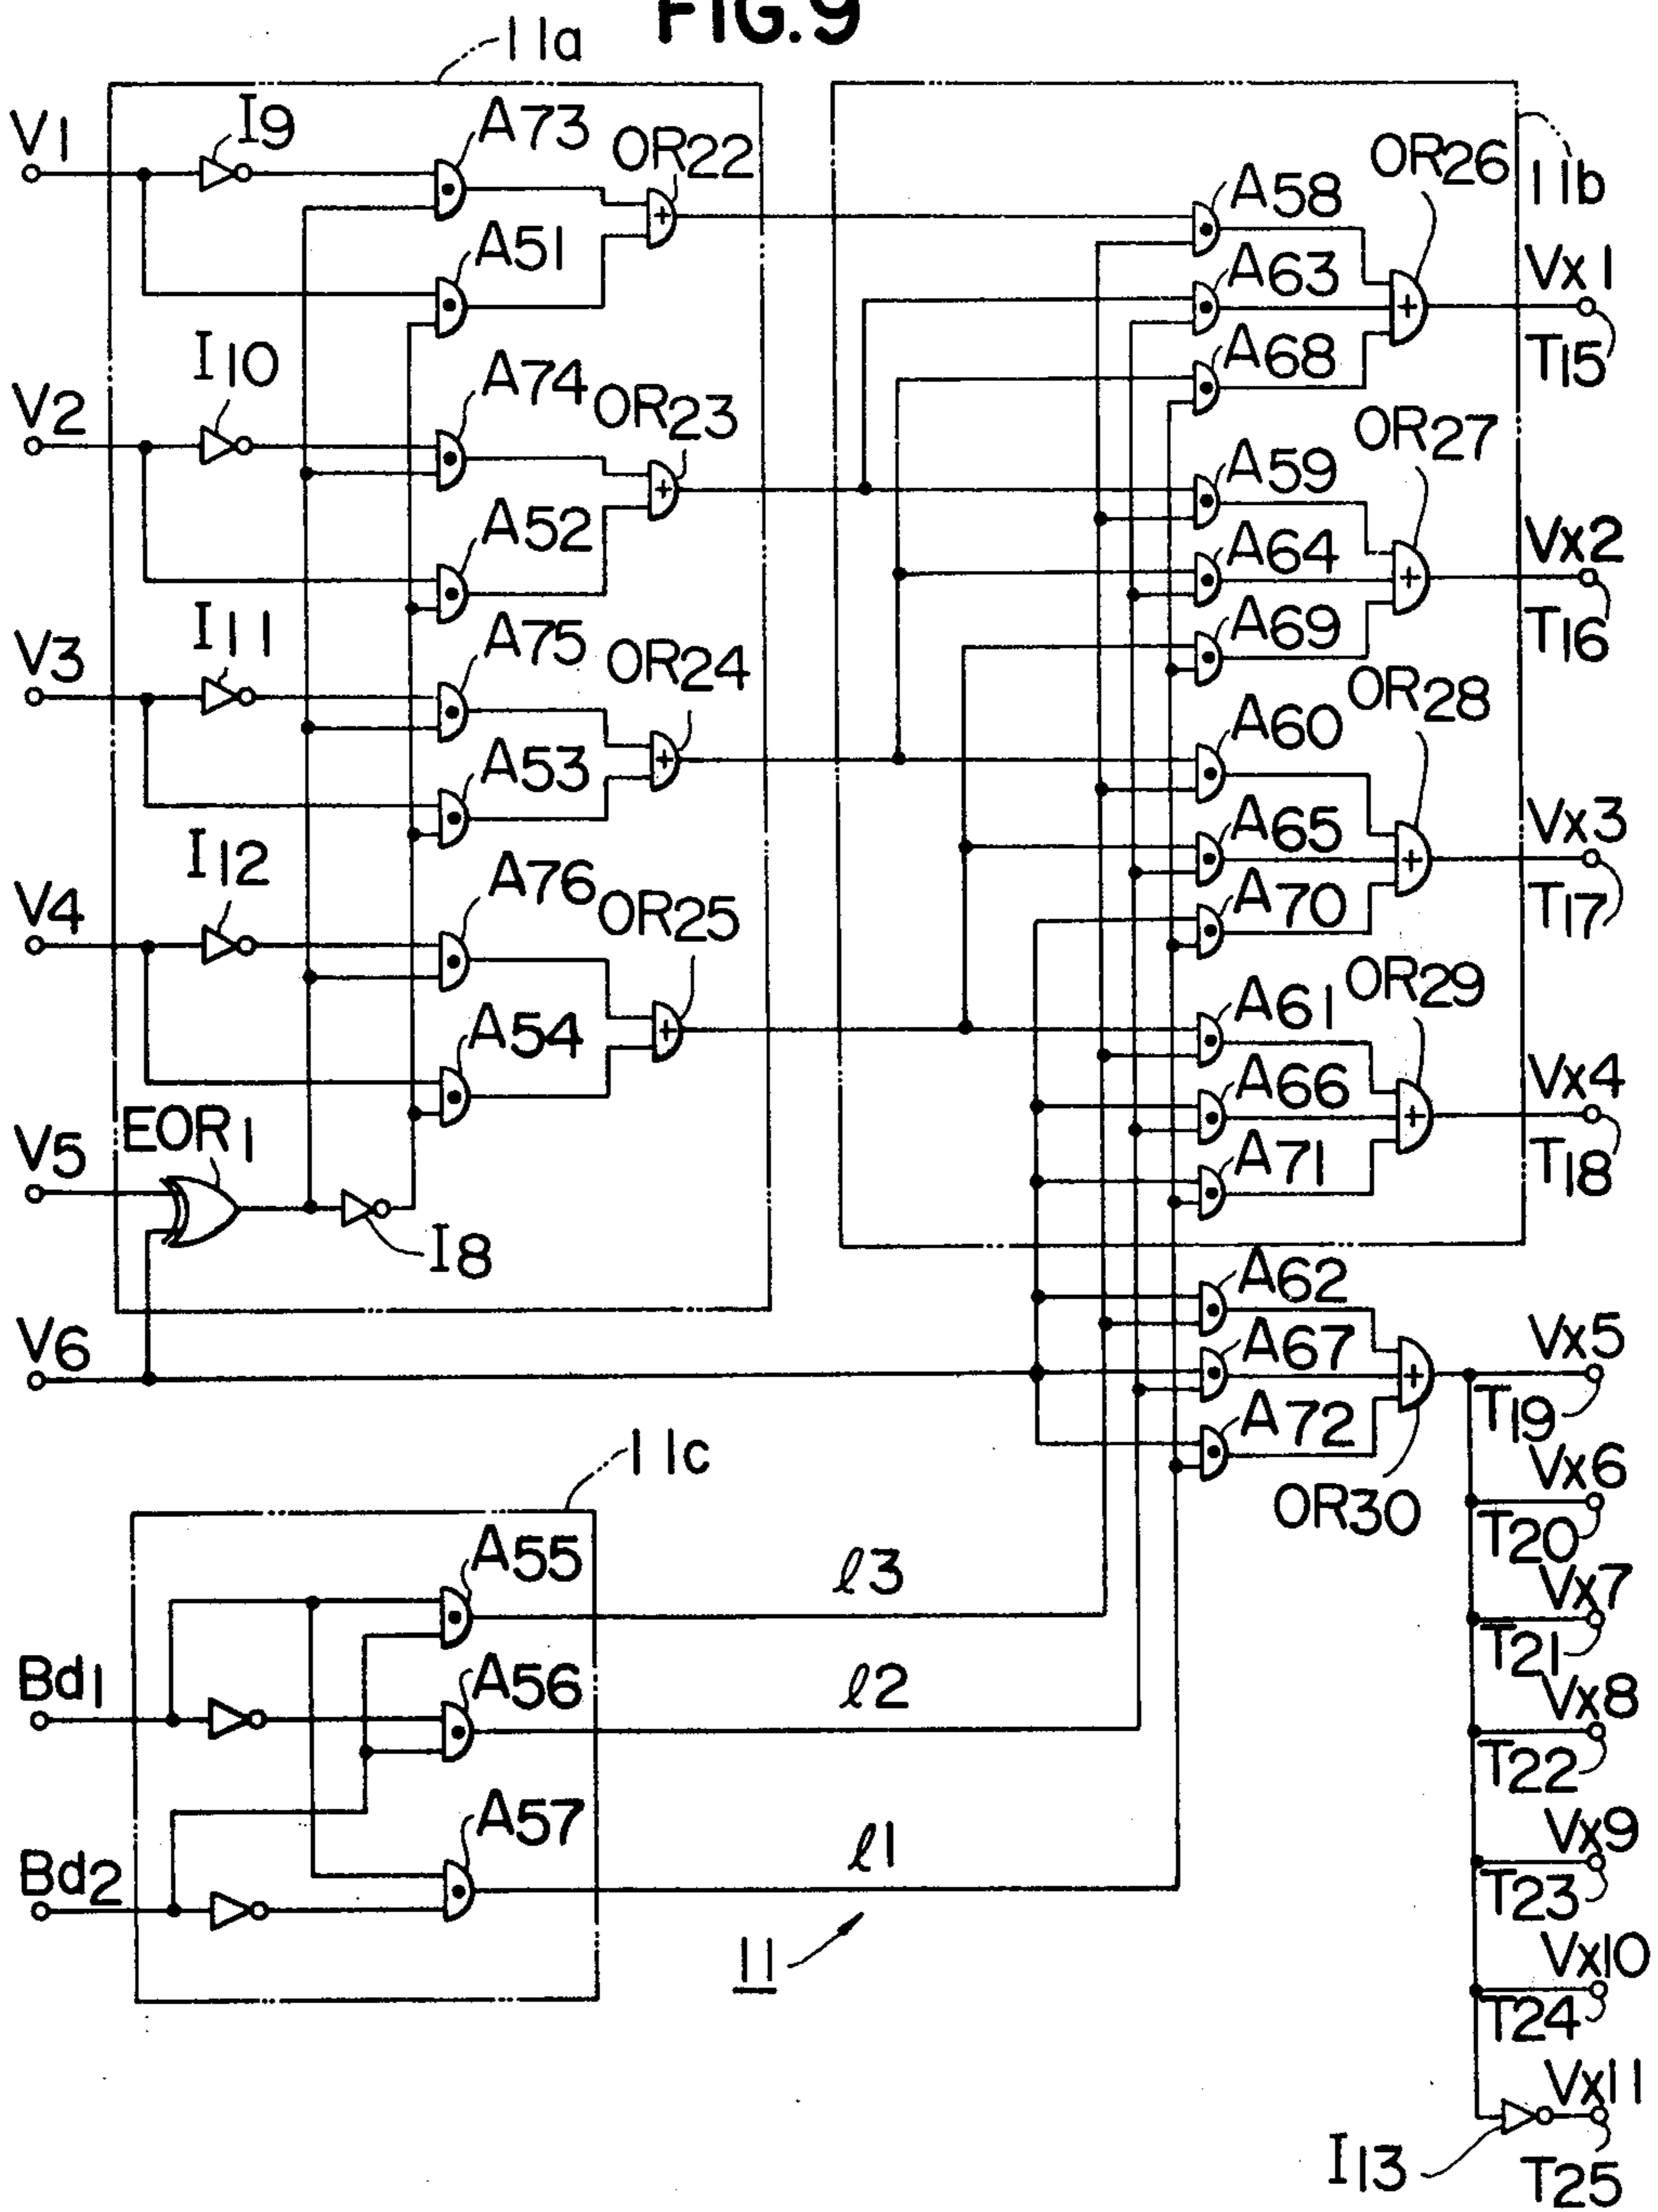 FIG.9
11a
V1
I9
A73
OR22
A51
11b
A58
OR26
A63
Vx1
T15
A68
V2
I10
A74
OR23
A52
A59
OR27
A64
Vx2
T16
A69
V3
I11
A75
OR24
A53
A60
OR28
A65
Vx3
T17
A70
V4
I12
A76
OR25
A54
A61
OR29
A66
Vx4
T18
A71
V5
EOR1
I8
V6
A62
A67
A72
OR30
Vx5
T19
Vx6
T20
Vx7
T21
Vx8
T22
Vx9
T23
Vx10
T24
Vx11
T25
I13
11c
A55
ℓ3
Bd1
A56
ℓ2
A57
ℓ1
Bd2
11